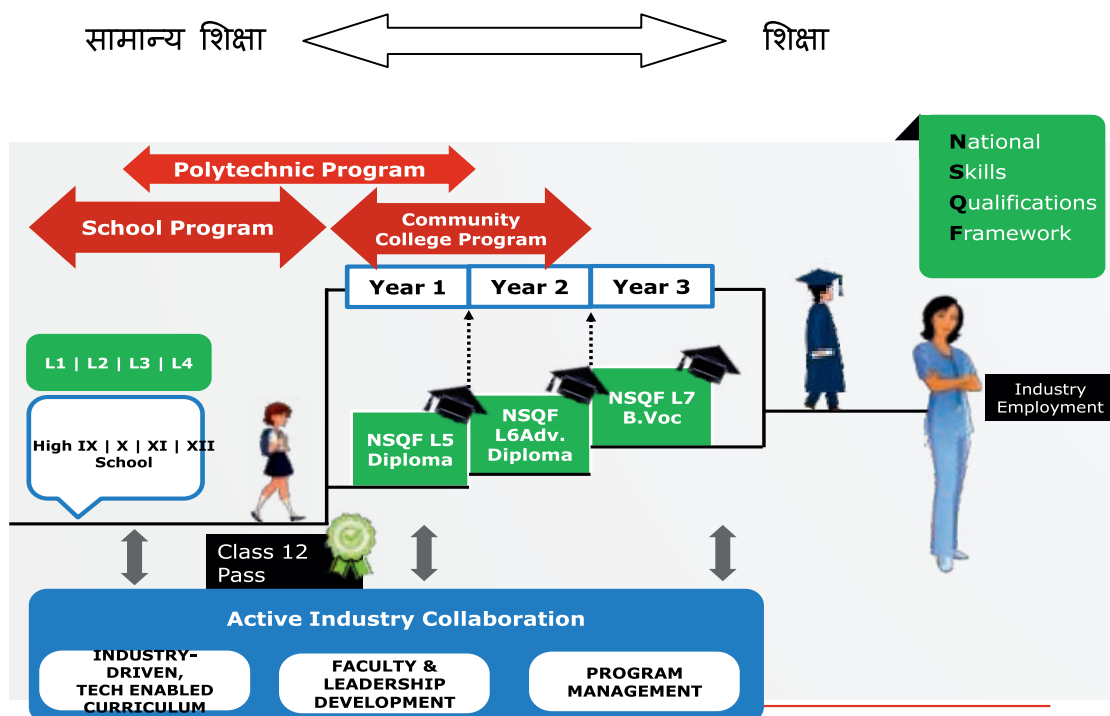 सामान्य शिक्षा
शिक्षा
National
Skills
Qualifications
Framework
Polytechnic Program
School Program
Community
College Program
Year 1
Year 2
Year 3
L1 | L2 | L3 | L4
High IX | X | XI | XII
School
NSQF L5
Diploma
NSQF
L6Adv.
Diploma
NSQF L7
B.Voc
Industry
Employment
Class 12
Pass
Active Industry Collaboration
INDUSTRY-
DRIVEN,
TECH ENABLED
CURRICULUM
FACULTY &
LEADERSHIP
DEVELOPMENT
PROGRAM
MANAGEMENT